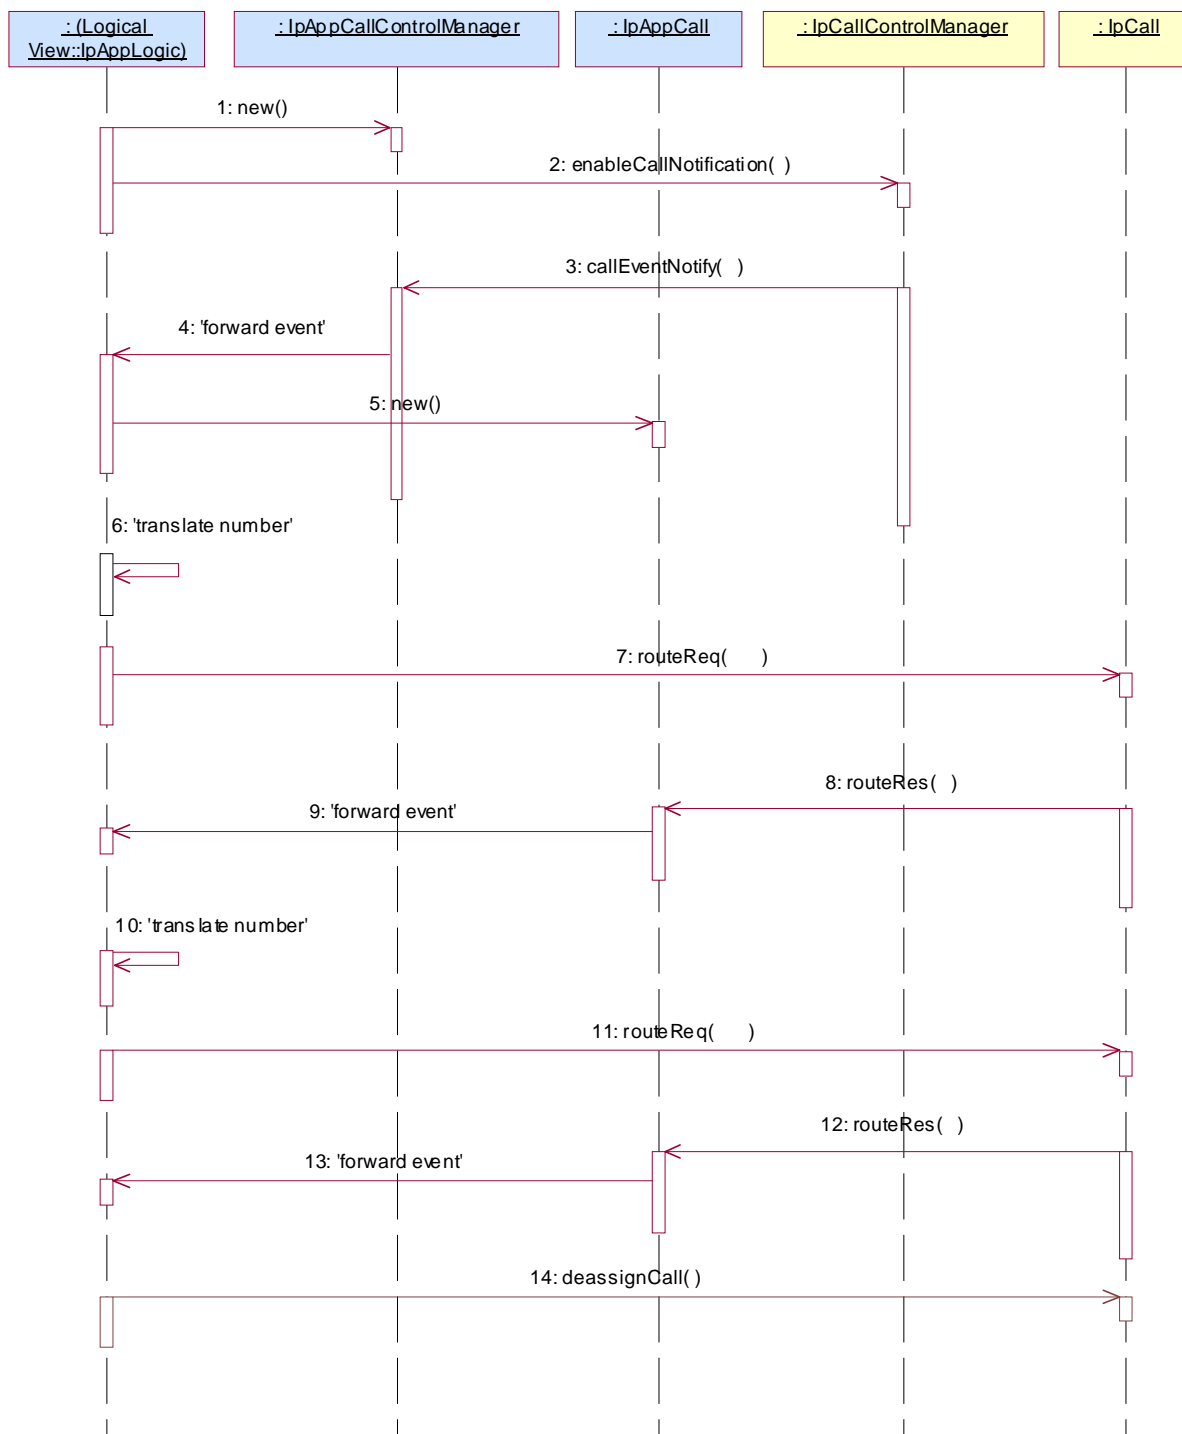 : (Logical
View::IpAppLogic)
: IpAppCallControlManager
: IpAppCall
: IpCallControlManager
: IpCall
1: new()
2: enableCallNotification( )
3: callEventNotify( )
4: 'forward event'
5: new()
6: 'translate number'
7: routeReq( )
8: routeRes( )
9: 'forward event'
10: 'translate number'
11: routeReq( )
12: routeRes( )
13: 'forward event'
14: deassignCall( )